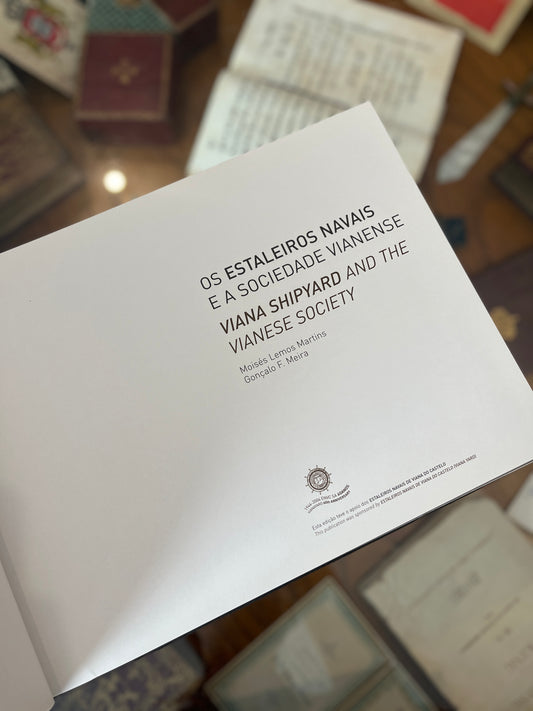 OS ESTALEIROS NAVAIS
E A SOCIEDADE VIANENSE
VIANA SHIPYARD AND THE
VIANESE SOCIETY
Moisés Lemos Martins
Gonçalo F. Meira
Esta edição teve o apoio dos ESTALEIROS NAVAIS DE VIANA DO CASTELO
This publication was sponsored by ESTALEIROS NAVAIS DE VIANA DO CASTELO (VIANA YARD)